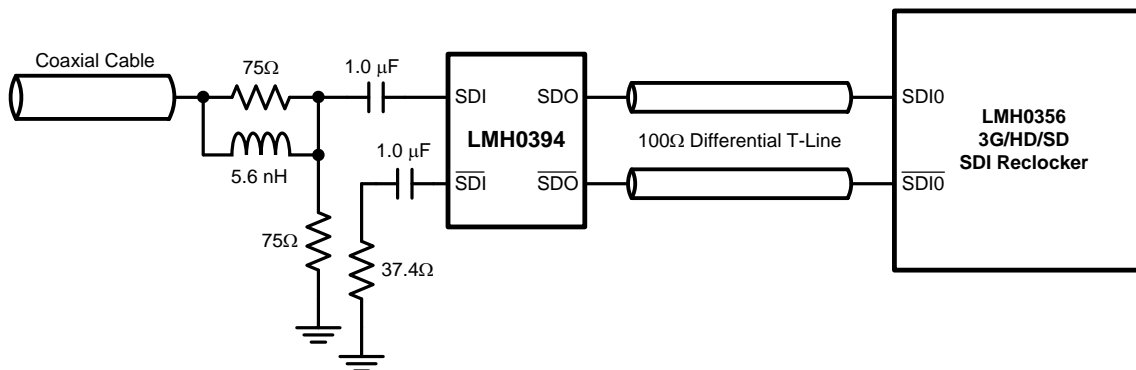 Coaxial Cable
75Ω
5.6 nH
75Ω
1.0 μF
1.0 μF
37.4Ω
SDI
SDO
LMH0394
SDI
SDO
100Ω Differential T-Line
SDI0
LMH0356
3G/HD/SD
SDI Reclocker
SDI0